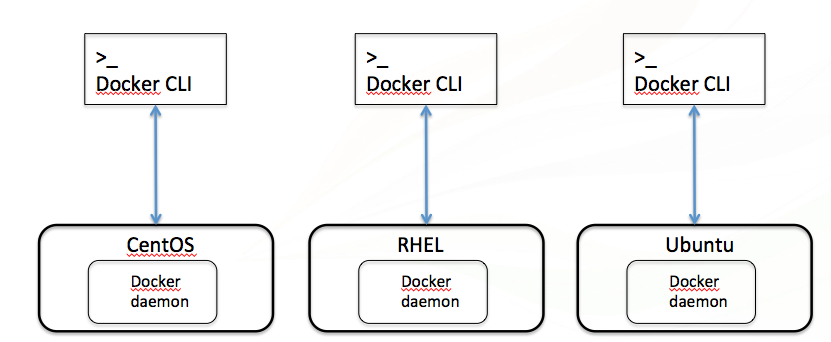 >_
Docker CLI
>_
Docker CLI
>_
Docker CLI
CentOS
Docker
daemon
RHEL
Docker
daemon
Ubuntu
Docker
daemon